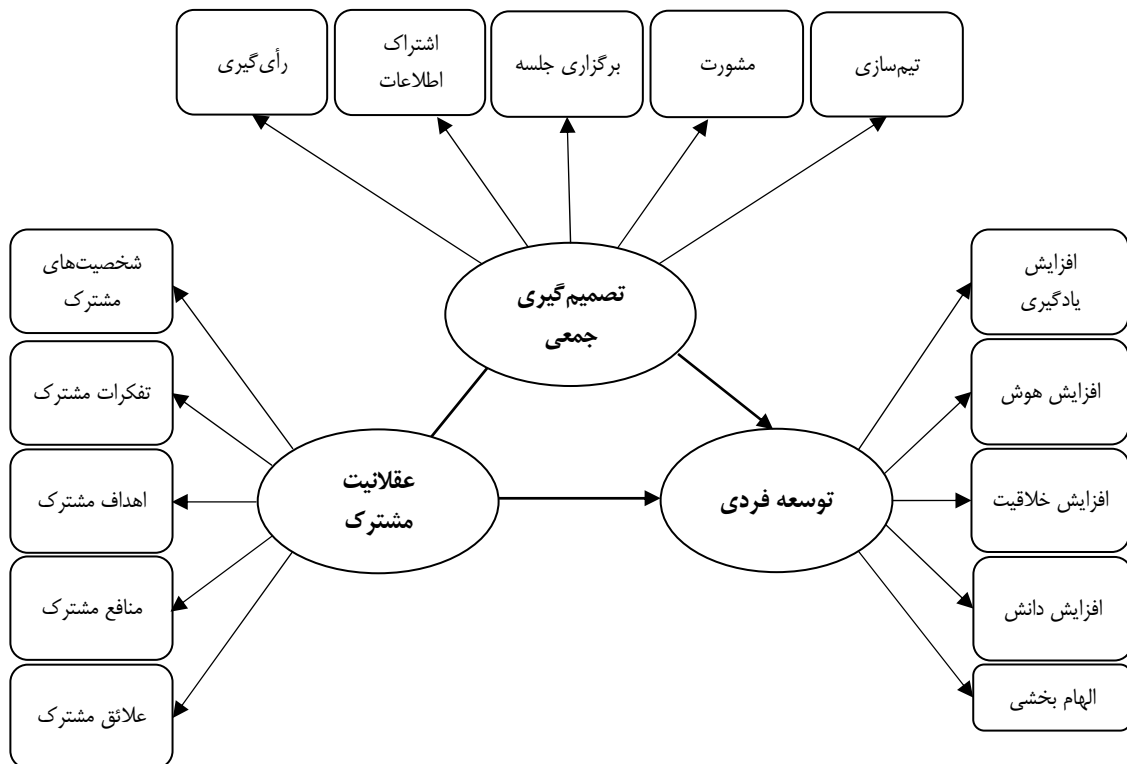 تیم‌سازی
مشورت
برگزاری جلسه
اشتراک
اطلاعات
رأی‌گیری
تصمیم‌گیری
جمعی
افزایش
یادگیری
افزایش هوش
افزایش خلاقیت
افزایش دانش
الهام بخشی
توسعه فردی
عقلانیت
مشترک
شخصیت‌های
مشترک
تفکرات مشترک
اهداف مشترک
منافع مشترک
علائق مشترک